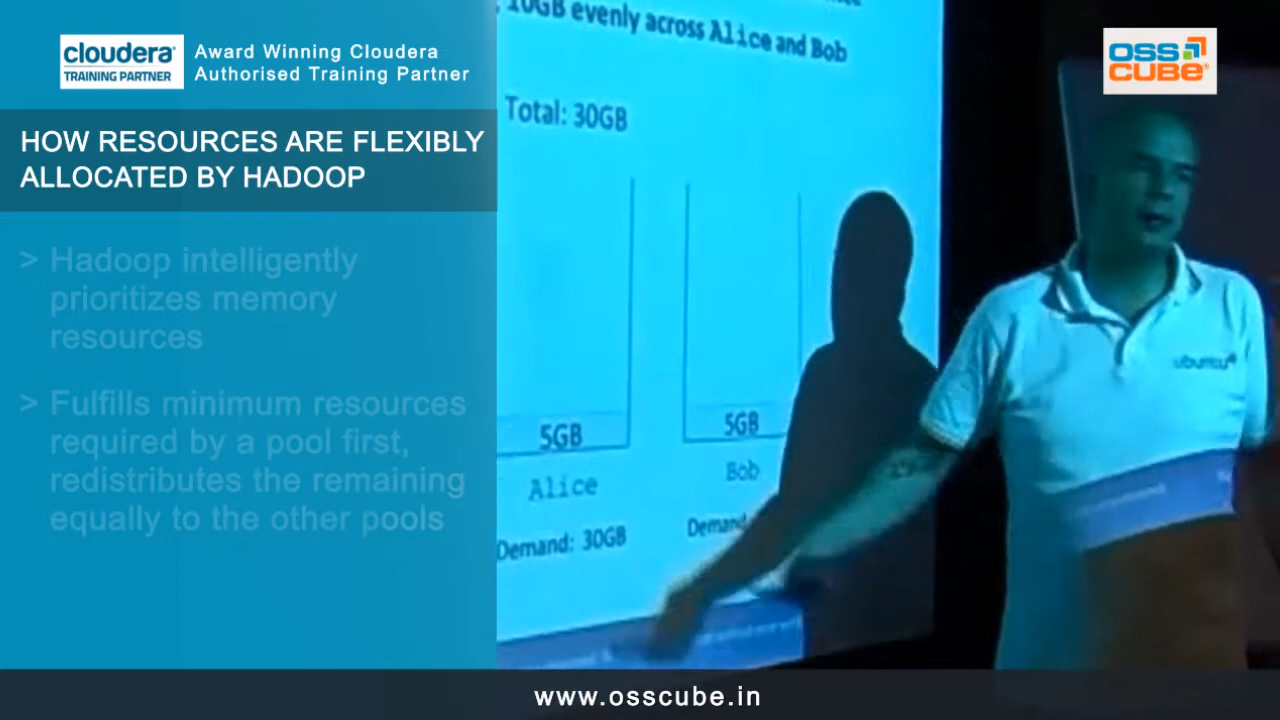 cloudera
TRAINING PARTNER
Award Winning Cloudera
Authorised Training Partner
OSS
CUBE
HOW RESOURCES ARE FLEXIBLY
ALLOCATED BY HADOOP
> Hadoop intelligently
prioritizes memory
resources
> Fulfills minimum resources
required by a pool first,
redistributes the remaining
equally to the other pools
10GB evenly across Alice and Bob
Total: 30GB
5GB
5GB
Alice
Bob
Demand: 30GB
Demand
ubuntu
www.osscube.in